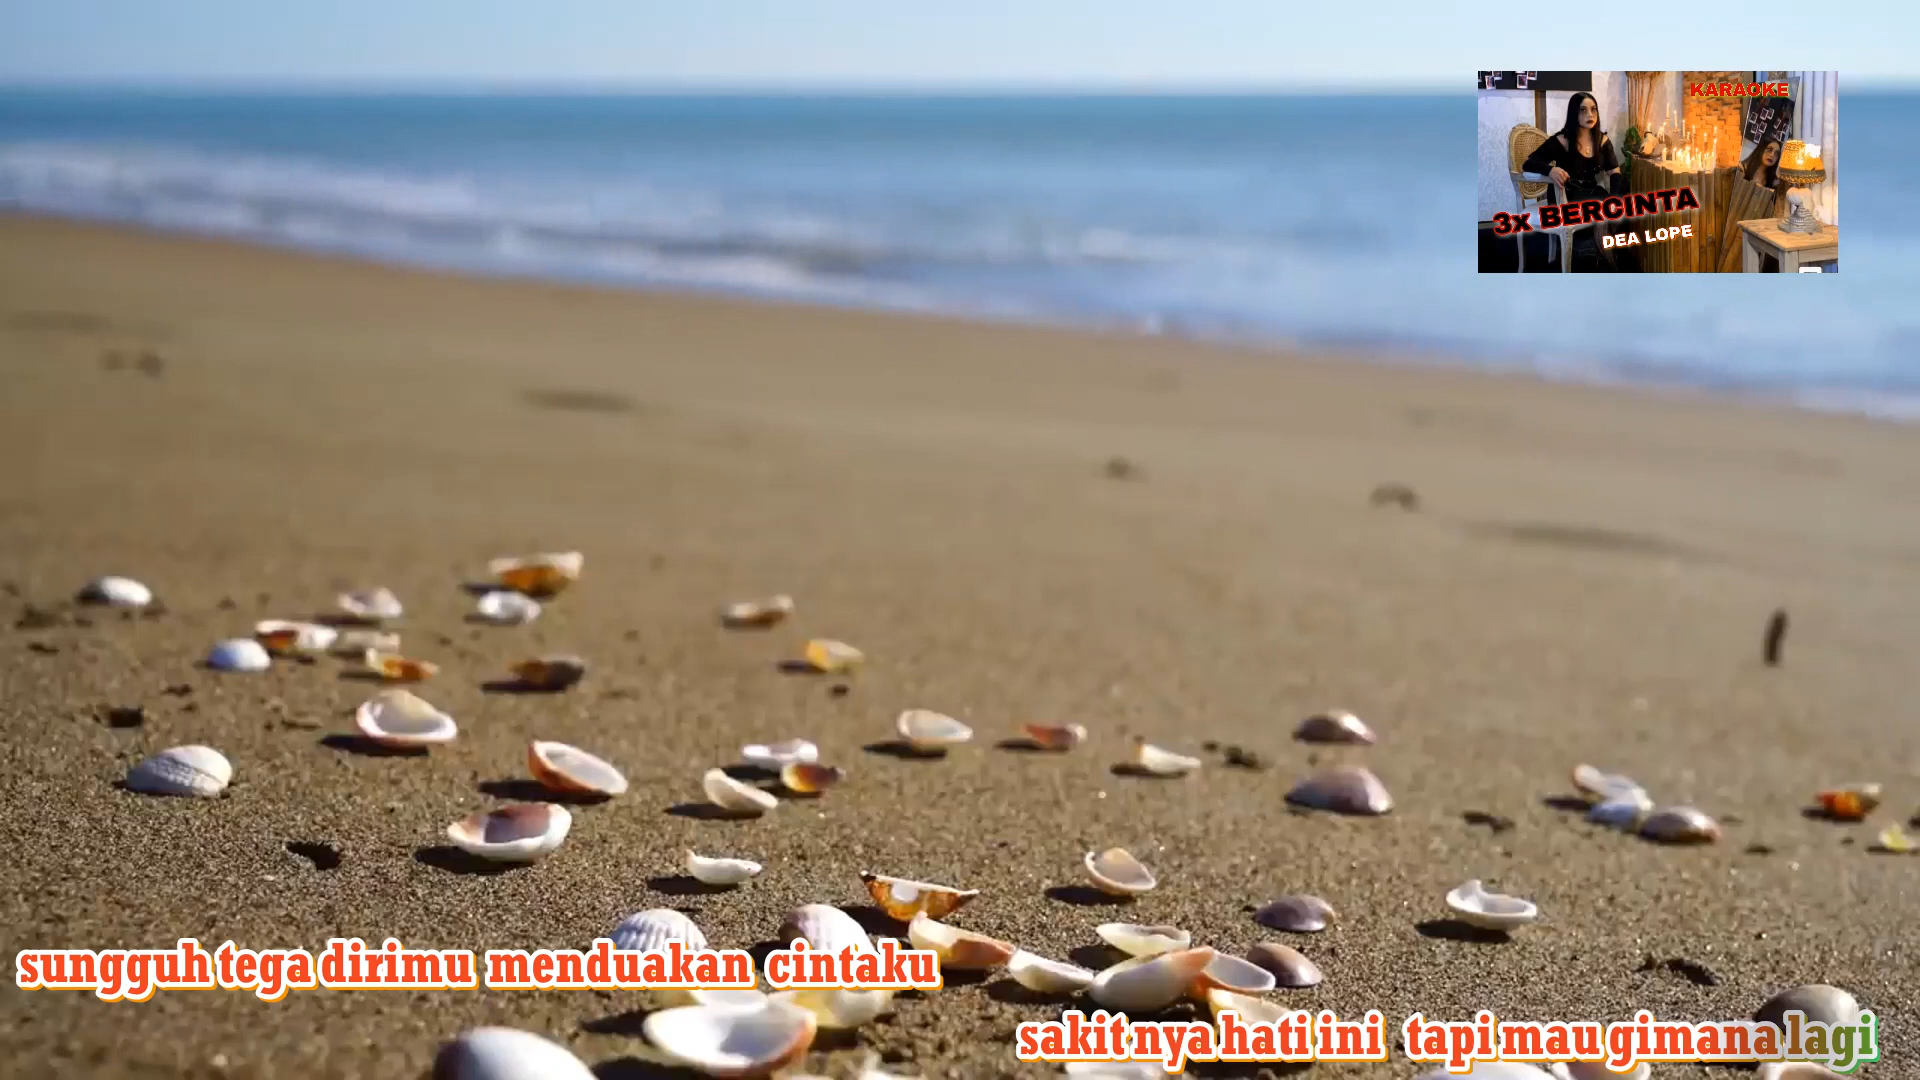 KARAOKE
3x BERCINTA
DEA LOPE
sungguh tega dirimu menduakan cintaku
sakit nya hati ini tapi mau gimana lagi